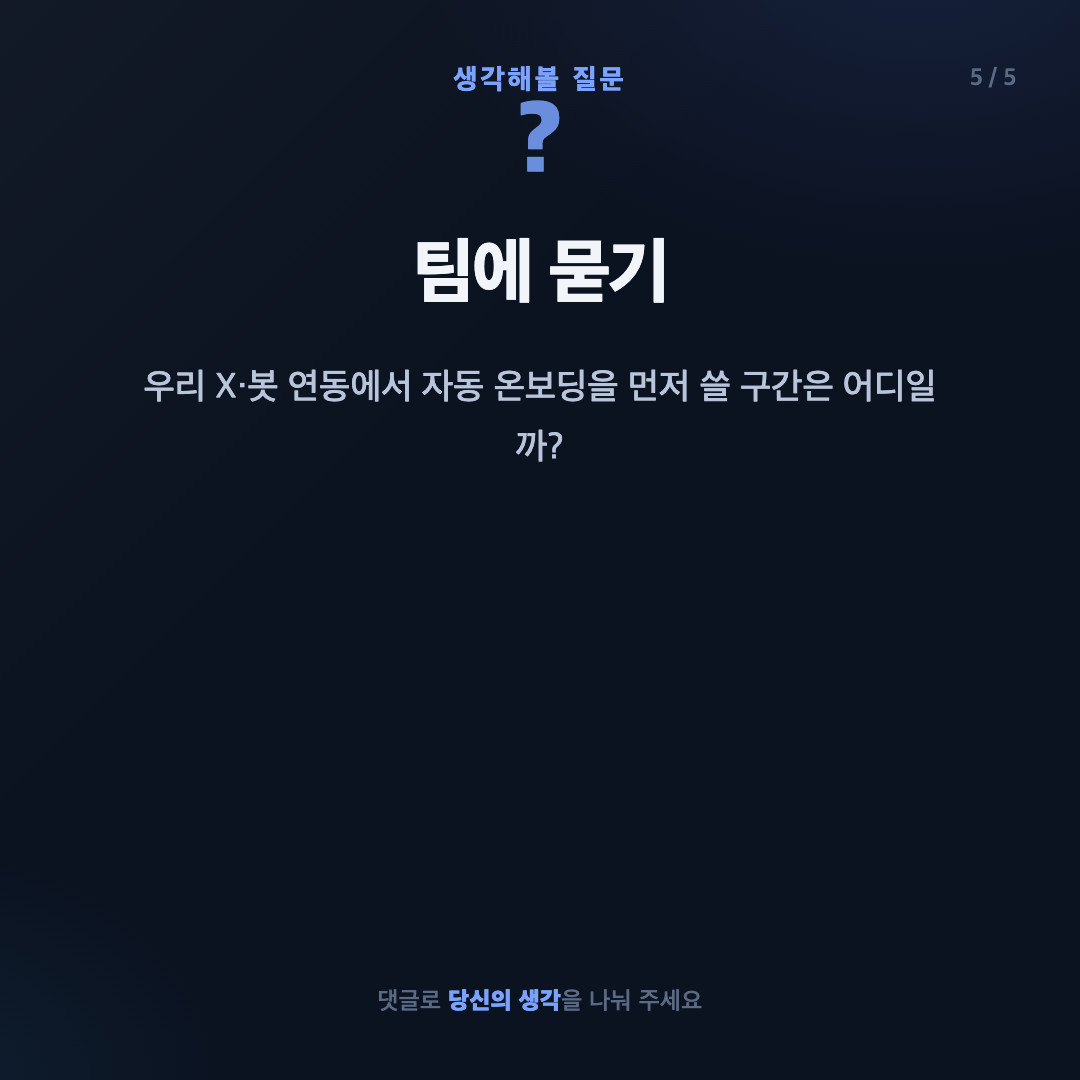 생각해볼 질문
5 / 5
?
팀에 묻기
우리 X·봇 연동에서 자동 온보딩을 먼저 쓸 구간은 어디일
까?
댓글로 당신의 생각을 나눠 주세요